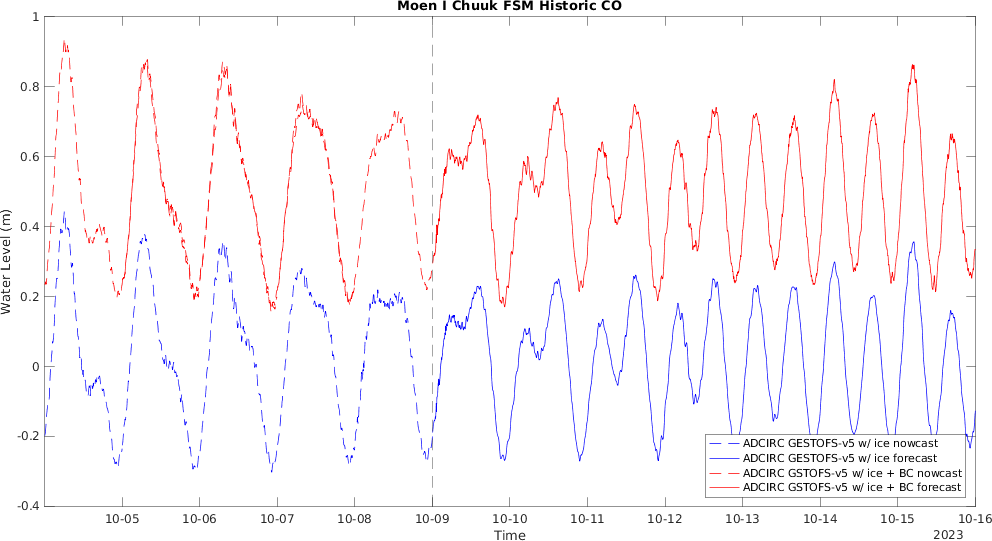 Moen I Chuuk FSM Historic CO
1
0.8
0.6
0.4
0.2
0
-0.2
-0.4
Water Level (m)
10-05 10-06 10-07 10-08 10-09 10-10 10-11 10-12 10-13 10-14 10-15 10-16
Time
2023
ADCIRC GESTOFS-v5 w/ ice nowcast
ADCIRC GESTOFS-v5 w/ ice forecast
ADCIRC GSTOFS-v5 w/ ice + BC nowcast
ADCIRC GSTOFS-v5 w/ ice + BC forecast